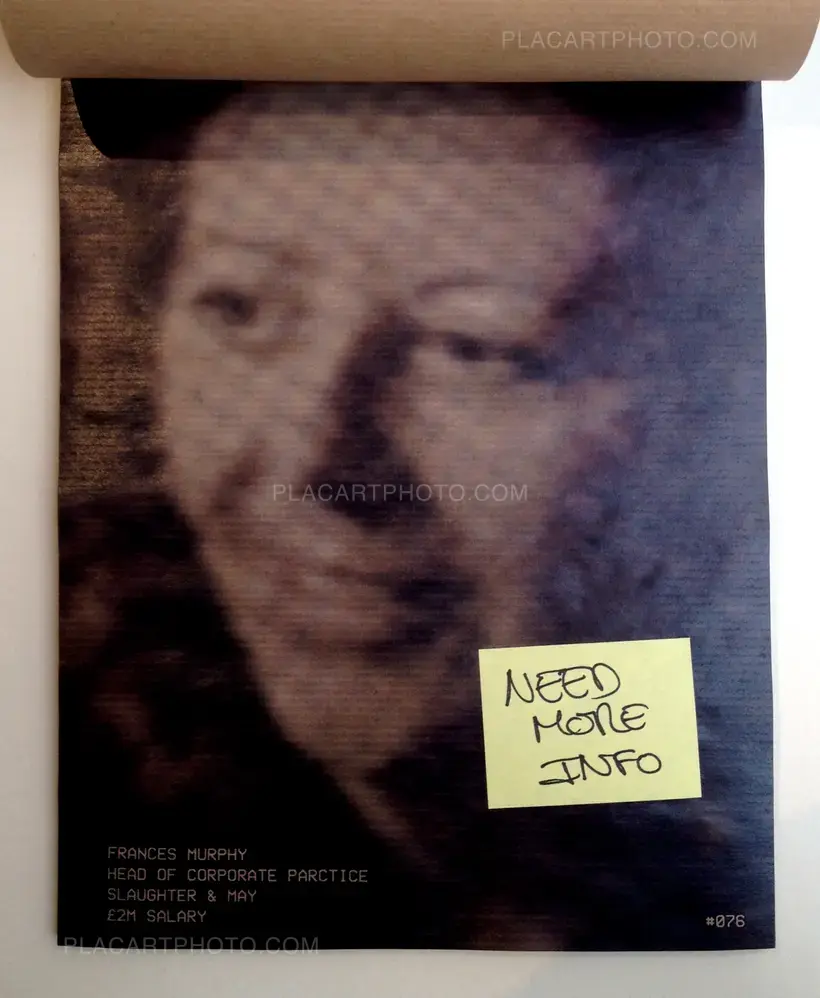 PLACARTPHOTO.COM
PLACARTPHOTO.COM
NEED
MORE
INFO
FRANCES MURPHY
HEAD OF CORPORATE PARCTICE
SLAUGHTER & MAY
£2M SALARY
#076
PLACARTPHOTO.COM